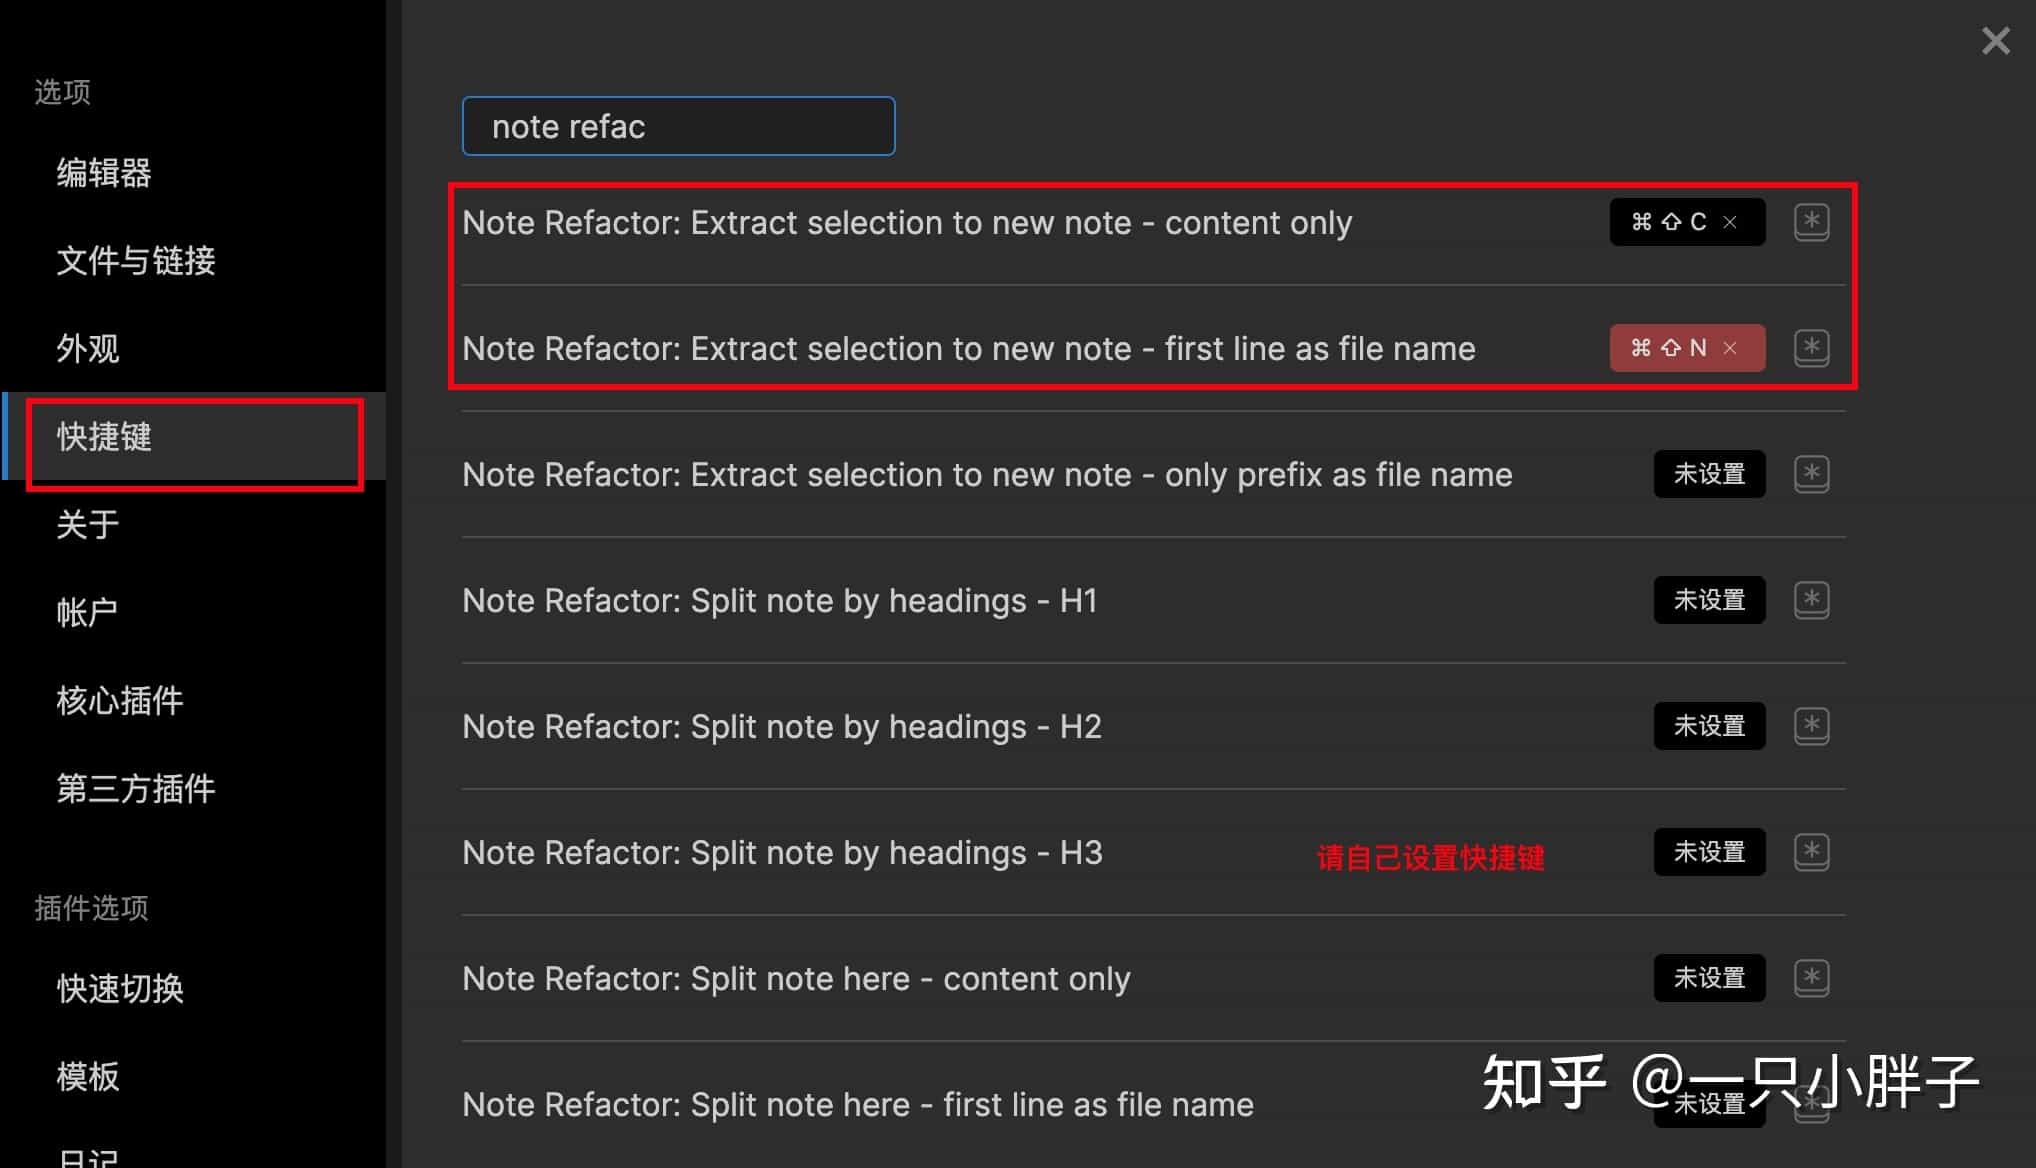 选项
编辑器
文件与链接
外观
快捷键
关于
帐户
核心插件
第三方插件
插件选项
快速切换
模板
日记
note refac
Note Refactor: Extract selection to new note - content only ⌘ ⇧ C ×
Note Refactor: Extract selection to new note - first line as file name ⌘ ⇧ N ×
Note Refactor: Extract selection to new note - only prefix as file name 未设置
Note Refactor: Split note by headings - H1 未设置
Note Refactor: Split note by headings - H2 未设置
Note Refactor: Split note by headings - H3 请自己设置快捷键 未设置
Note Refactor: Split note here - content only 未设置
Note Refactor: Split note here - first line as file name 未设置
知乎 @一只小胖子